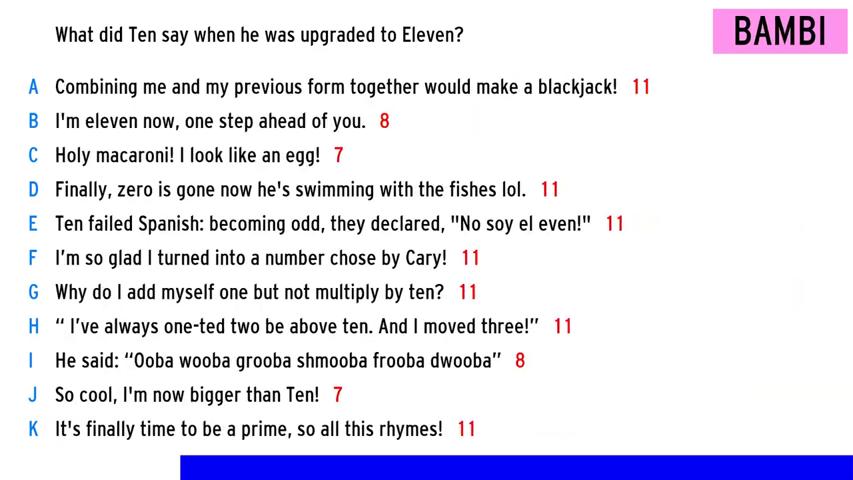 What did Ten say when he was upgraded to Eleven?
BAMBI
A Combining me and my previous form together would make a blackjack! 11
B I'm eleven now, one step ahead of you. 8
C Holy macaroni! I look like an egg! 7
D Finally, zero is gone now he's swimming with the fishes lol. 11
E Ten failed Spanish: becoming odd, they declared, "No soy el even!" 11
F I’m so glad I turned into a number chose by Cary! 11
G Why do I add myself one but not multiply by ten? 11
H “ I’ve always one-ted two be above ten. And I moved three!” 11
I He said: “Ooba wooba grooba shmooba frooba dwooba” 8
J So cool, I'm now bigger than Ten! 7
K It's finally time to be a prime, so all this rhymes! 11